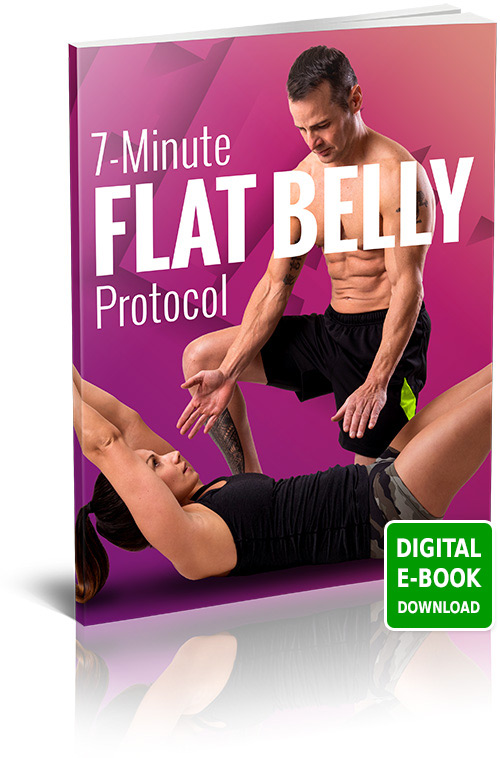 7-Minute
FLAT BELLY
Protocol
DIGITAL
E-BOOK
DOWNLOAD